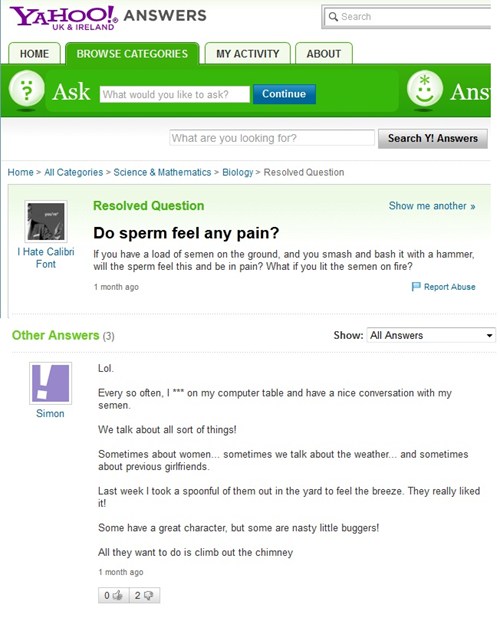 YAHOO! ANSWERS
UK & IRELAND
Search
HOME BROWSE CATEGORIES MY ACTIVITY ABOUT
Ask What would you like to ask? Continue Ans
What are you looking for? Search Y! Answers
Home > All Categories > Science & Mathematics > Biology > Resolved Question
Resolved Question Show me another »
Do sperm feel any pain?
I Hate Calibri
Font
If you have a load of semen on the ground, and you smash and bash it with a hammer,
will the sperm feel this and be in pain? What if you lit the semen on fire?
1 month ago Report Abuse
Other Answers (3) Show: All Answers
Simon
Lol.
Every so often, I *** on my computer table and have a nice conversation with my
semen.
We talk about all sort of things!
Sometimes about women... sometimes we talk about the weather... and sometimes
about previous girlfriends.
Last week I took a spoonful of them out in the yard to feel the breeze. They really liked
it!
Some have a great character, but some are nasty little buggers!
All they want to do is climb out the chimney
1 month ago
0 2